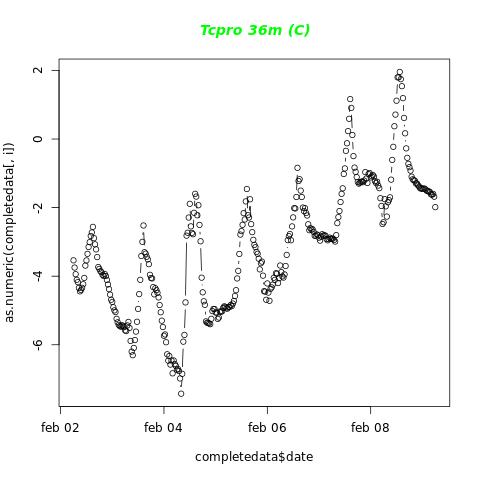 Tcpro 36m (C)
as.numeric(completedata[, i])
2
0
-2
-4
-6
feb 02
feb 04
feb 06
feb 08
completedata$date